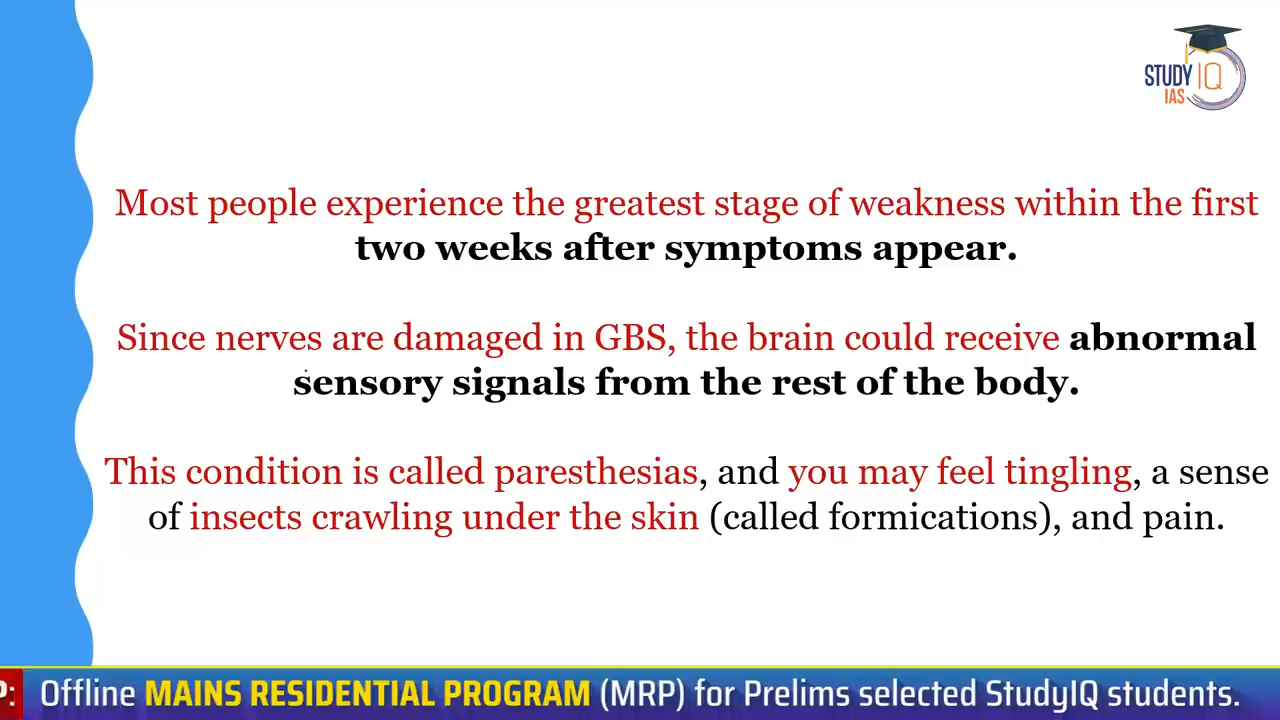 STUDY IQ
IAS
Most people experience the greatest stage of weakness within the first
two weeks after symptoms appear.
Since nerves are damaged in GBS, the brain could receive abnormal
sensory signals from the rest of the body.
This condition is called paresthesias, and you may feel tingling, a sense
of insects crawling under the skin (called formications), and pain.
P: Offline MAINS RESIDENTIAL PROGRAM (MRP) for Prelims selected StudyIQ students.